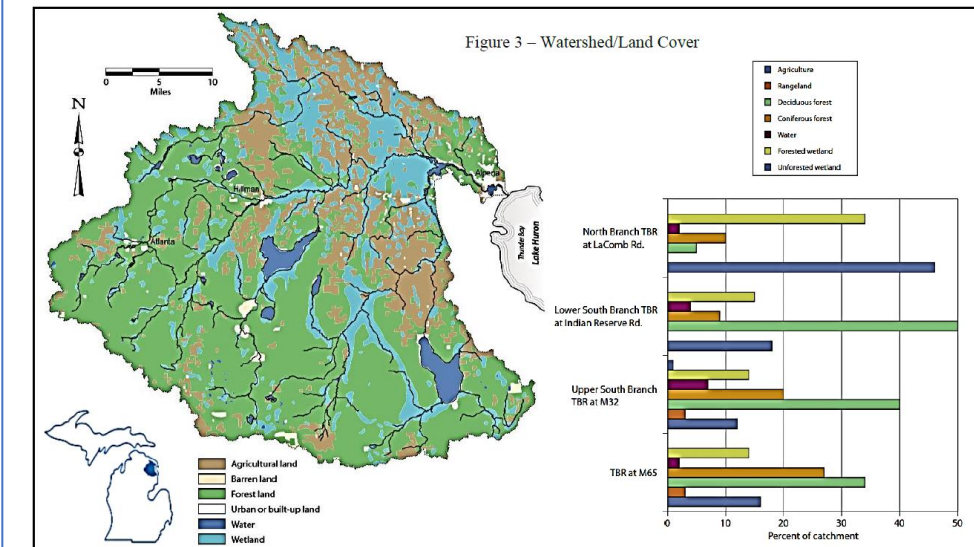 Figure 3 – Watershed/Land Cover
0 5 10
Miles
N
Agriculture
Rangeland
Deciduous forest
Coniferous forest
Water
Forested wetland
Unforested wetland
Alpena
Hillman
Atlanta
Thunder Bay
Lake Huron
North Branch TBR
at LaComb Rd.
Lower South Branch TBR
at Indian Reserve Rd.
Upper South Branch
TBR at M32
TBR at M65
0 10 20 30 40 50
Percent of catchment
Agricultural land
Barren land
Forest land
Urban or built-up land
Water
Wetland